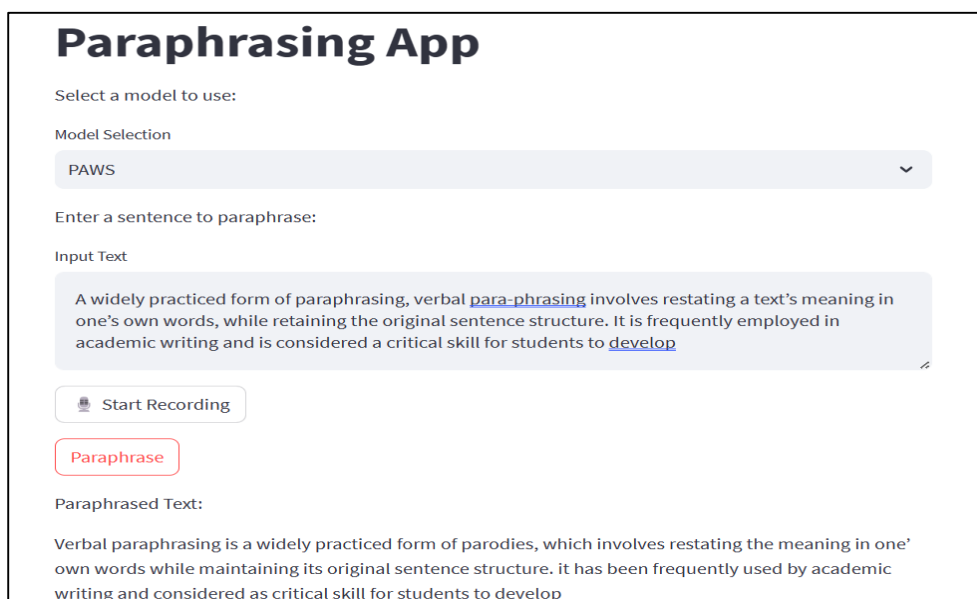 Paraphrasing App
Select a model to use:
Model Selection
PAWS
Enter a sentence to paraphrase:
Input Text
A widely practiced form of paraphrasing, verbal para-phrasing involves restating a text’s meaning in
one’s own words, while retaining the original sentence structure. It is frequently employed in
academic writing and is considered a critical skill for students to develop
Start Recording
Paraphrase
Paraphrased Text:
Verbal paraphrasing is a widely practiced form of parodies, which involves restating the meaning in one’
own words while maintaining its original sentence structure. it has been frequently used by academic
writing and considered as critical skill for students to develop